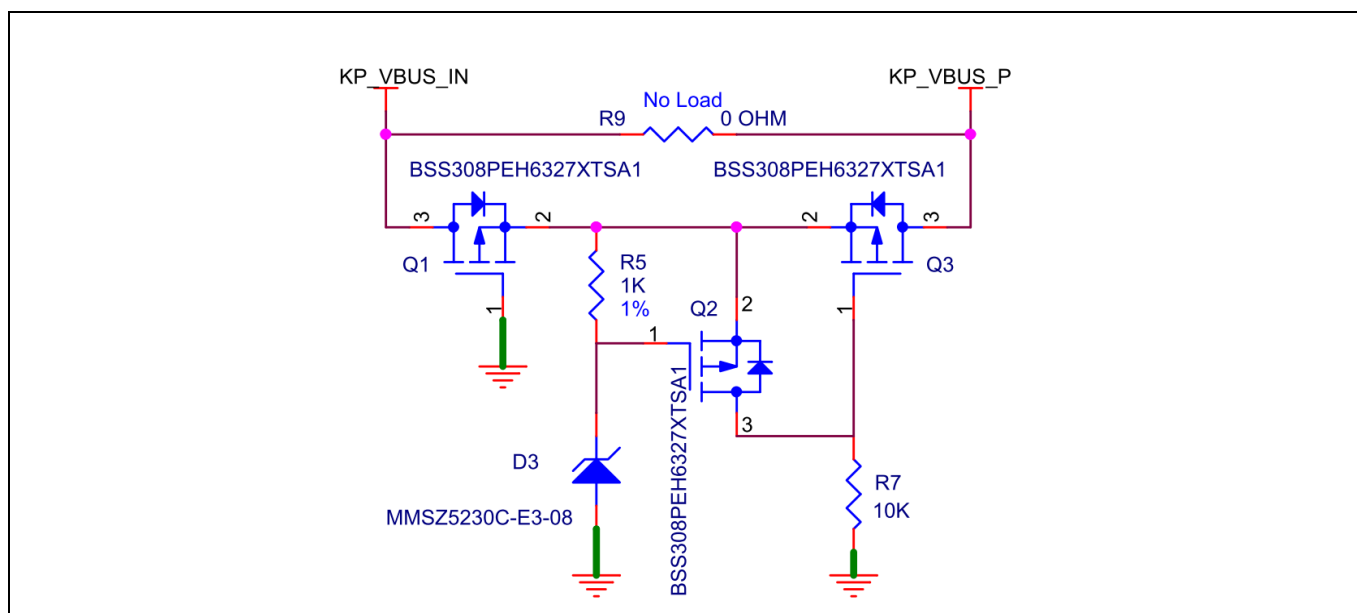 KP_VBUS_IN
KP_VBUS_P
No Load
R9
0 OHM
BSS308PEH6327XTSA1
BSS308PEH6327XTSA1
3
2
2
3
Q1
R5
1K
1%
Q3
1
Q2
2
1
1
BSS308PEH6327XTSA1
3
D3
R7
10K
MMSZ5230C-E3-08